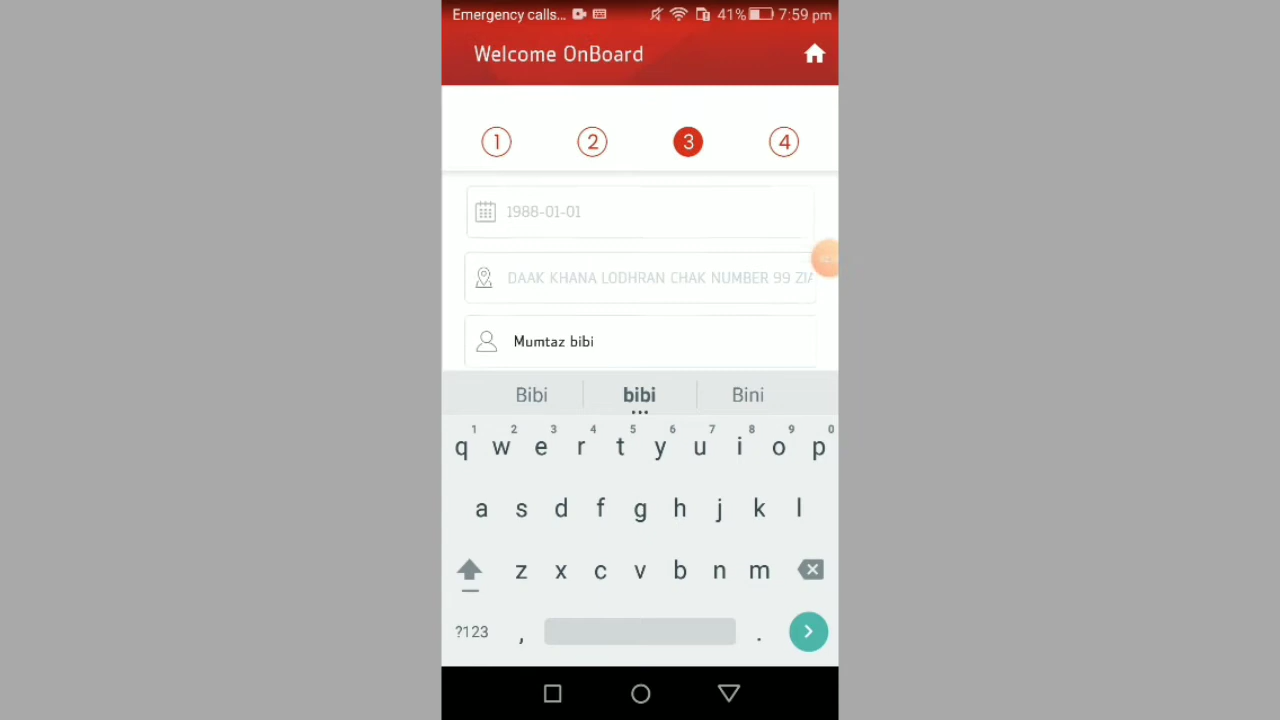 Emergency calls... 41% 7:59 pm
Welcome OnBoard
1 2 3 4
1988-01-01
DAAK KHANA LODHRAN CHAK NUMBER 99
Mumtaz bibi
Bibi bibi Bini
1 2 3 4 5 6 7 8 9 0
q w e r t y u i o p
a s d f g h j k l
z x c v b n m
?123 , .